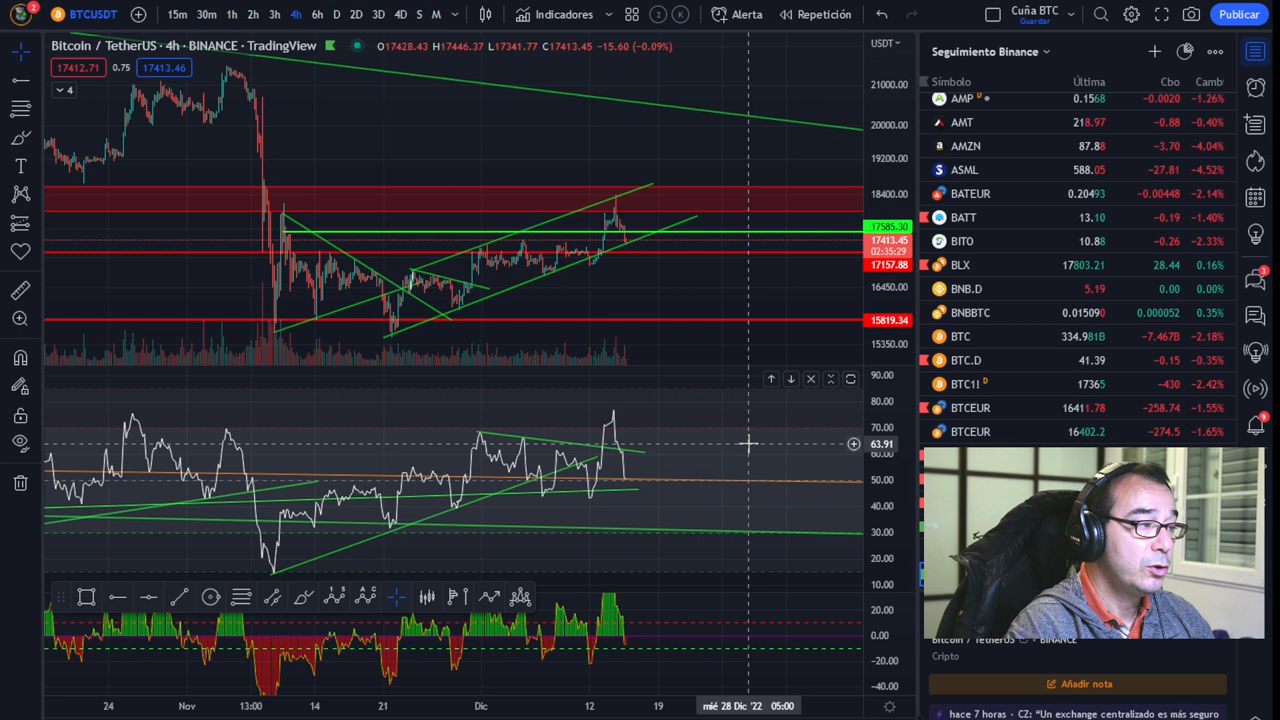 2
BTCUSDT
15m 30m 1h 2h 3h 4h 6h D 2D 3D 4D S M
Indicadores
2 K
Alerta
Repetición
Cuña BTC
Guardar
Publicar
Bitcoin / TetherUS · 4h · BINANCE · TradingView
O17428.43 H17446.37 L17341.77 C17413.45 −15.60 (−0.09%)
17412.71 0.75 17413.46
4
USDT
21000.00
20000.00
19200.00
18400.00
17585.30
17413.45
02:35:29
17157.88
16450.00
15819.34
15350.00
90.00
80.00
70.00
63.91
60.00
50.00
40.00
30.00
20.00
10.00
20.00
0.00
−20.00
−40.00
24 Nov 13:00 14 21 Dic 12 19 mié 28 Dic '22 05:00
Seguimiento Binance
Símbolo Última Cbo Camb
AMP D 0.1568 −0.0020 −1.26%
AMT 218.97 −0.88 −0.40%
AMZN 87.88 −3.70 −4.04%
ASML 588.05 −27.81 −4.52%
BATEUR 0.20493 −0.00448 −2.14%
BATT 13.10 −0.19 −1.40%
BITO 10.88 −0.26 −2.33%
BLX 17803.21 28.44 0.16%
BNB.D 5.19 0.00 0.00%
BNBBTC 0.015090 0.000052 0.35%
BTC 334.981B −7.467B −2.18%
BTC.D 41.39 −0.15 −0.35%
BTC1! D 17365 −430 −2.42%
BTCEUR 16411.78 −258.74 −1.55%
BTCEUR 16402.2 −274.5 −1.65%
Bitcoin / TetherUS · BINANCE
Cripto
Añadir nota
hace 7 horas · CZ: “Un exchange centralizado es más seguro
3
9